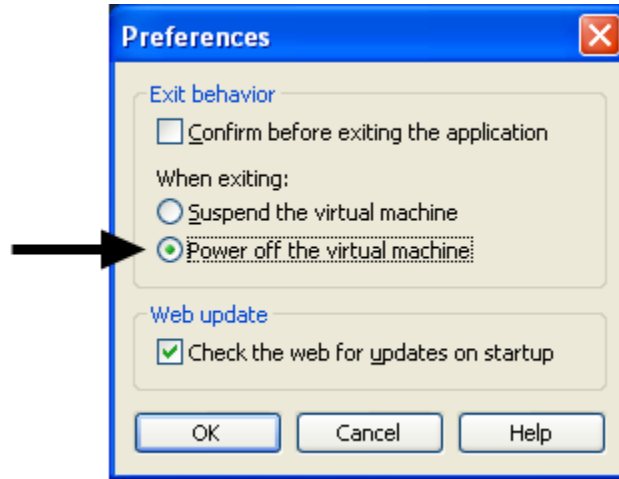 Preferences
Exit behavior
Confirm before exiting the application
When exiting:
Suspend the virtual machine
Power off the virtual machine
Web update
Check the web for updates on startup
OK Cancel Help